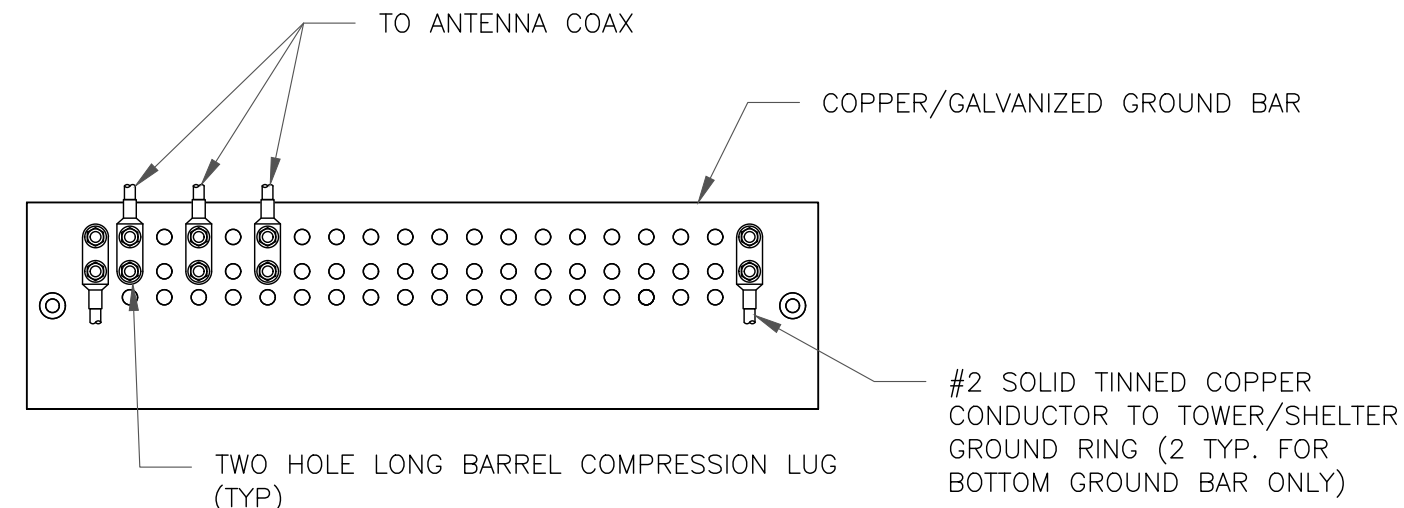 TO ANTENNA COAX
COPPER/GALVANIZED GROUND BAR
#2 SOLID TINNED COPPER
CONDUCTOR TO TOWER/SHELTER
GROUND RING (2 TYP. FOR
BOTTOM GROUND BAR ONLY)
TWO HOLE LONG BARREL COMPRESSION LUG
(TYP)